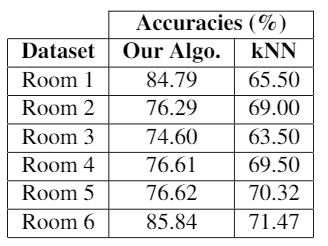 Accuracies (%)
Dataset Our Algo. kNN
Room 1 84.79 65.50
Room 2 76.29 69.00
Room 3 74.60 63.50
Room 4 76.61 69.50
Room 5 76.62 70.32
Room 6 85.84 71.47